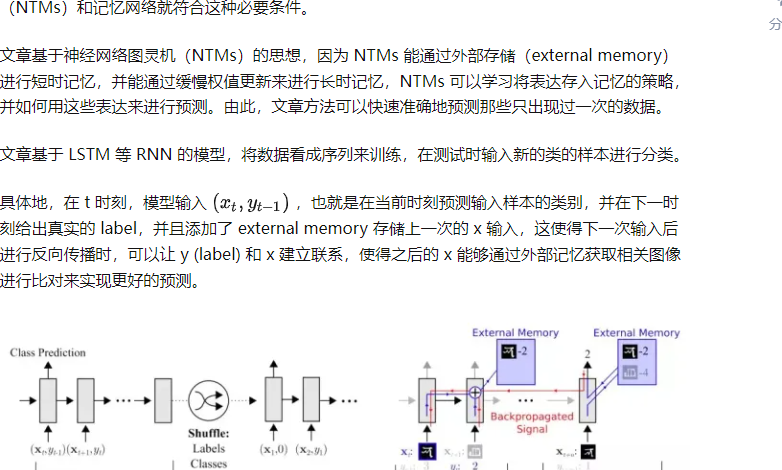 （NTMs）和记忆网络就符合这种必要条件。
分
文章基于神经网络图灵机（NTMs）的思想，因为 NTMs 能通过外部存储（external memory）
进行短时记忆，并能通过缓慢权值更新来进行长时记忆，NTMs 可以学习将表达存入记忆的策略，
并如何用这些表达来进行预测。由此，文章方法可以快速准确地预测那些只出现过一次的数据。
文章基于 LSTM 等 RNN 的模型，将数据看成序列来训练，在测试时输入新的类的样本进行分类。
具体地，在 t 时刻，模型输入 (x_t, y_{t−1}) ，也就是在当前时刻预测输入样本的类别，并在下一时
刻给出真实的 label，并且添加了 external memory 存储上一次的 x 输入，这使得下一次输入后
进行反向传播时，可以让 y (label) 和 x 建立联系，使得之后的 x 能够通过外部记忆获取相关图像
进行比对来实现更好的预测。
External Memory
External Memory
Class Prediction
-2
2
-2
-4
Backpropagated
Signal
Shuffle:
Labels
Classes
(x_t, y_{t-1}) (x_{t+1}, y_t)
(x_1, 0) (x_2, y_1)
x_t:
x_{t+1}:
x_{t+n}:
y_t: 2